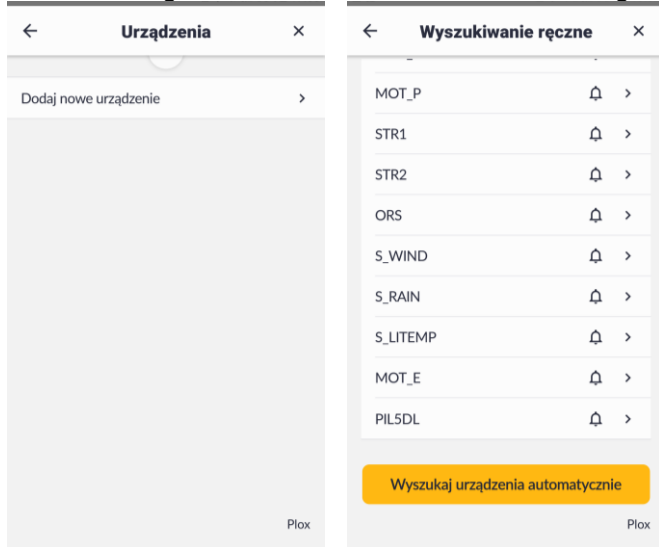 Urządzenia
Dodaj nowe urządzenie
Plox
Wyszukiwanie ręczne
MOT_P
STR1
STR2
ORS
S_WIND
S_RAIN
S_LITEMP
MOT_E
PIL5DL
Wyszukaj urządzenia automatycznie
Plox